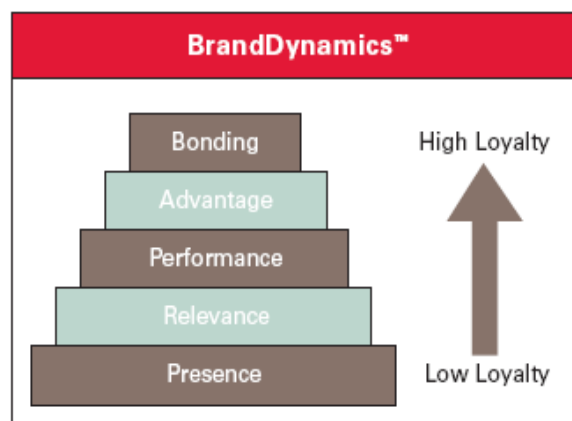 BrandDynamics™
Bonding
High Loyalty
Advantage
Performance
Relevance
Presence
Low Loyalty